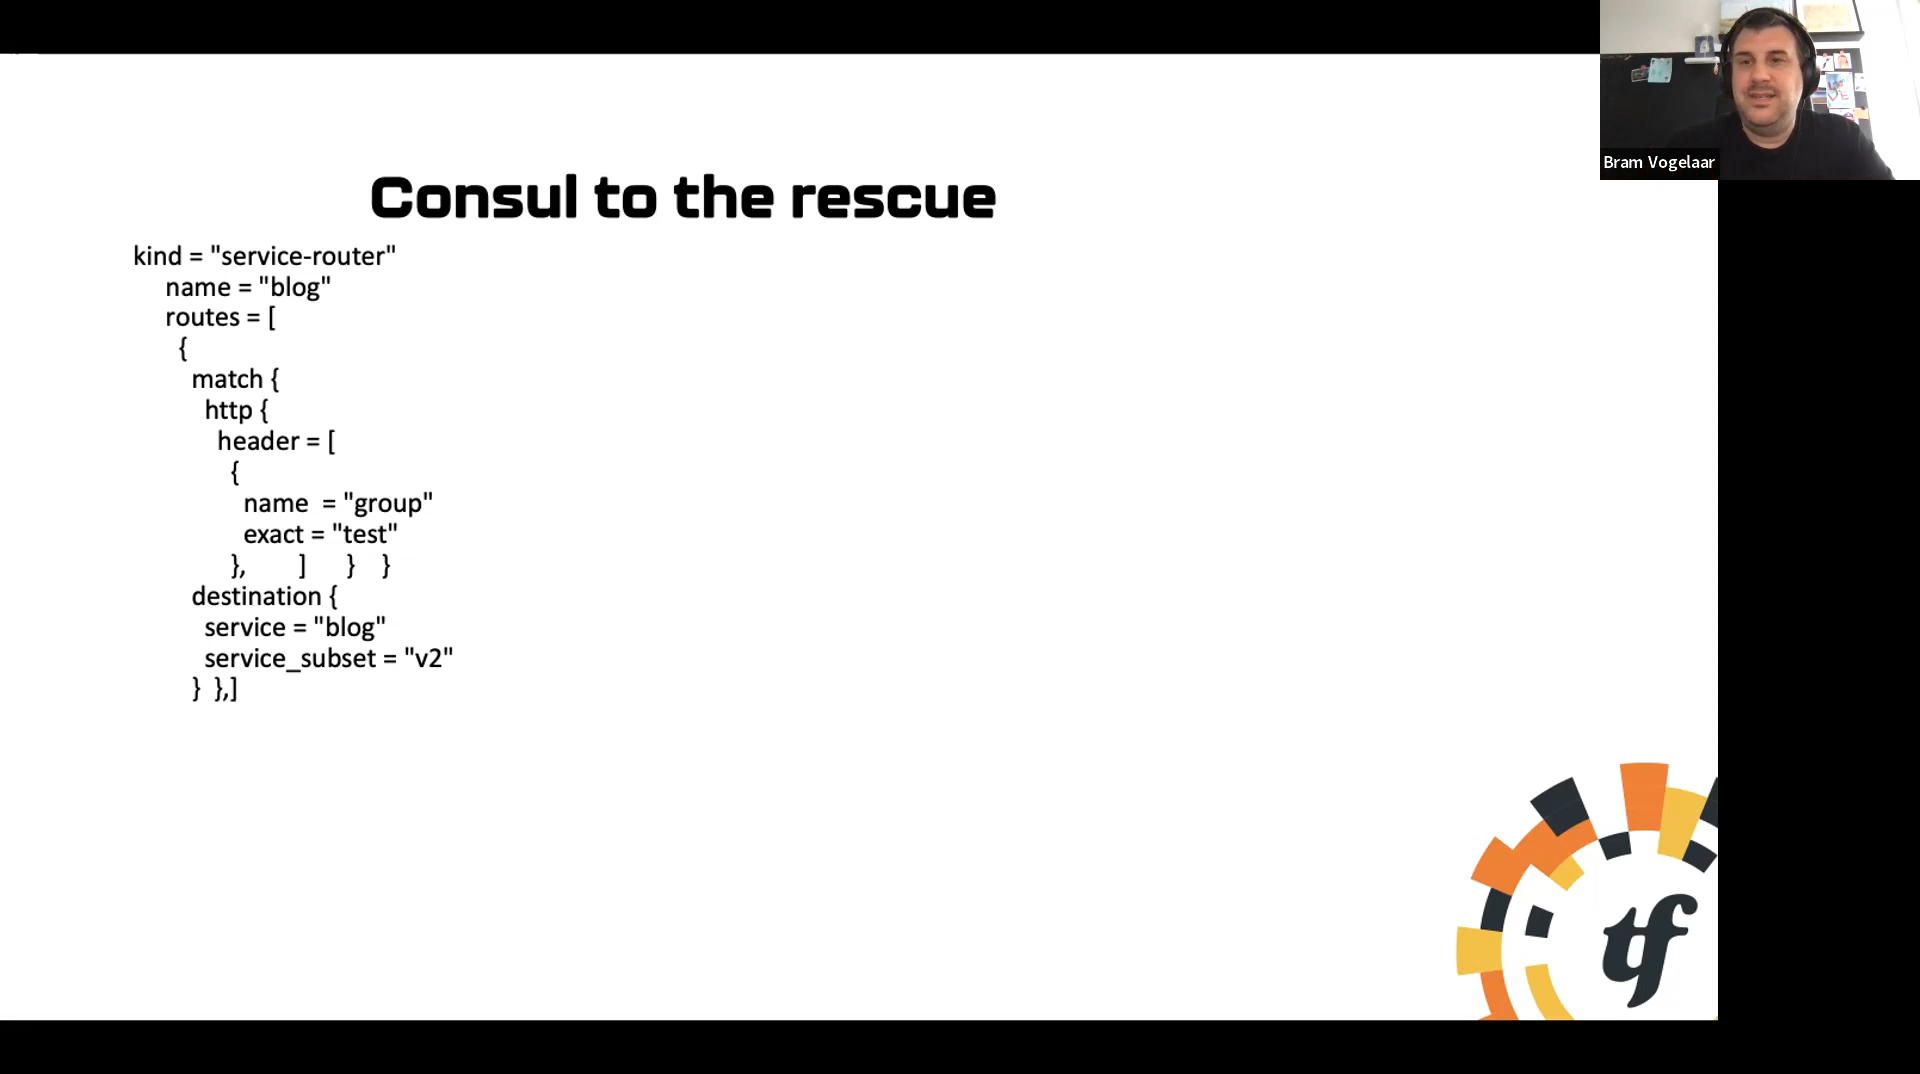 Bram Vogelaar
Consul to the rescue
kind = "service-router"
name = "blog"
routes = [
{
match {
http {
header = [
{
name  = "group"
exact = "test"
},      ]     }   }
destination {
service = "blog"
service_subset = "v2"
}  },]
tf